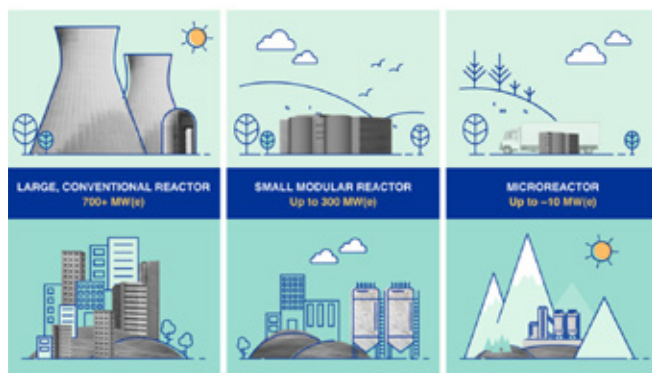 LARGE, CONVENTIONAL REACTOR
700+ MW(e)
SMALL MODULAR REACTOR
Up to 300 MW(e)
MICROREACTOR
Up to ~10 MW(e)